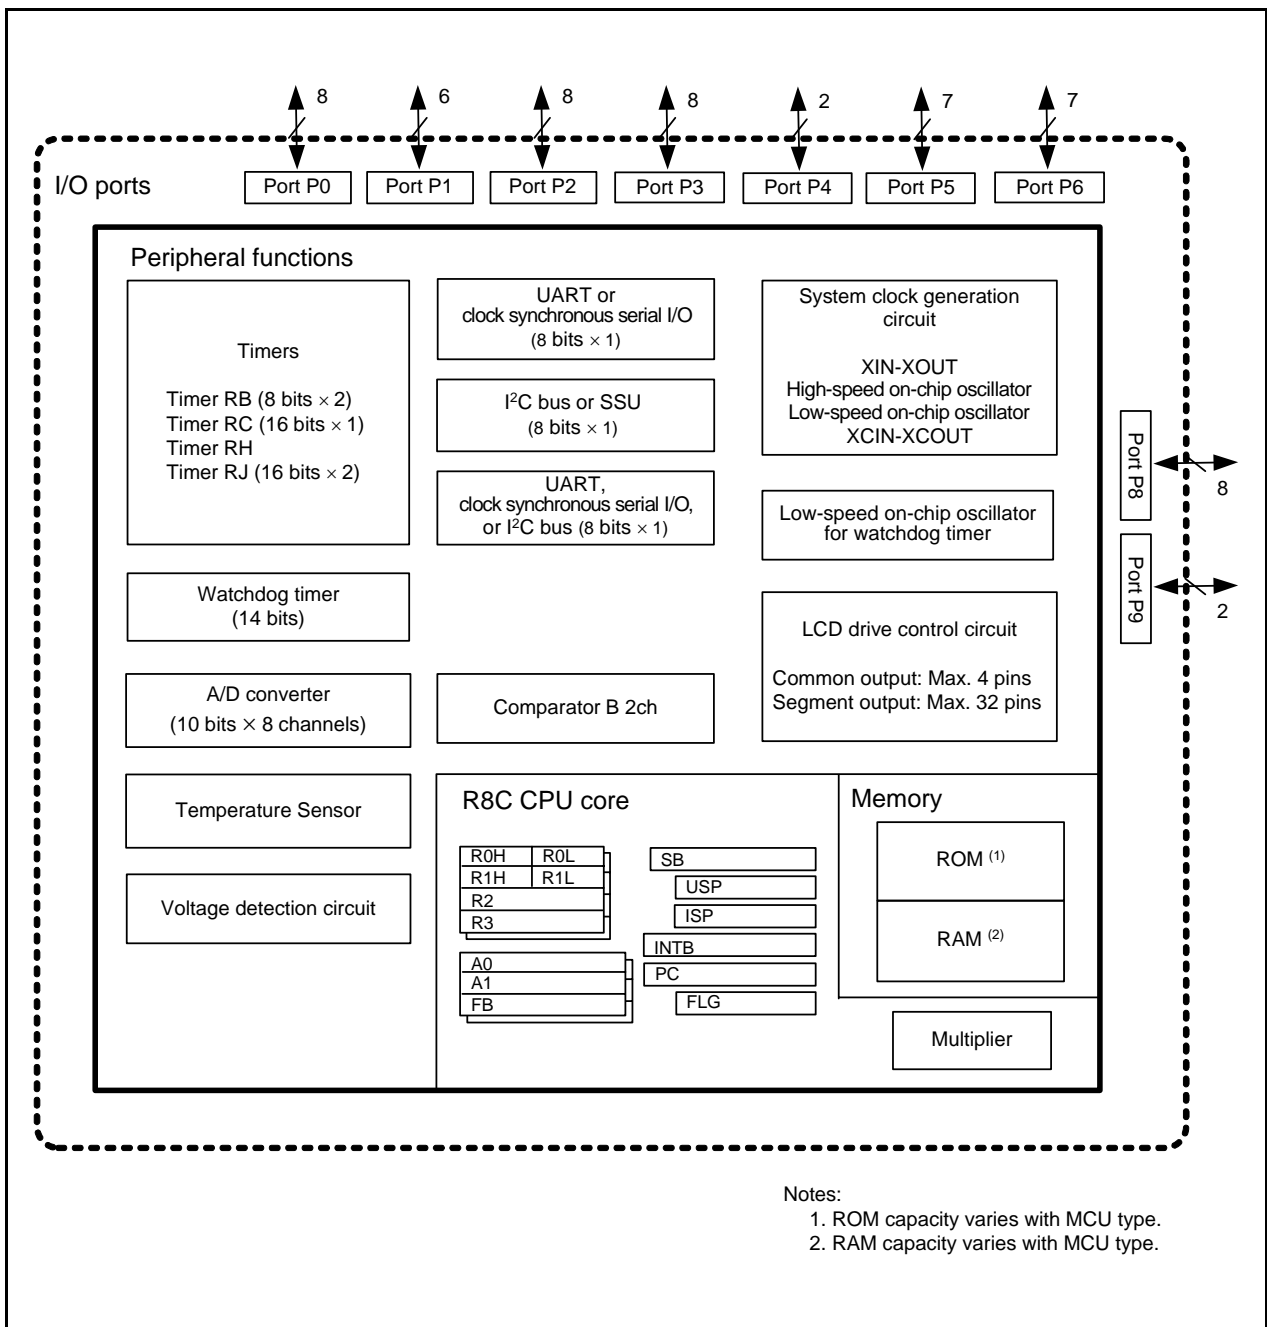 8 6 8 8 2 7 7
I/O ports
Port P0 Port P1 Port P2 Port P3 Port P4 Port P5 Port P6
Peripheral functions
Timers
Timer RB (8 bits × 2)
Timer RC (16 bits × 1)
Timer RH
Timer RJ (16 bits × 2)
UART or
clock synchronous serial I/O
(8 bits × 1)
I²C bus or SSU
(8 bits × 1)
UART,
clock synchronous serial I/O,
or I²C bus (8 bits × 1)
System clock generation
circuit
XIN-XOUT
High-speed on-chip oscillator
Low-speed on-chip oscillator
XCIN-XCOUT
Low-speed on-chip oscillator
for watchdog timer
Port P8
8
Port P9
2
Watchdog timer
(14 bits)
LCD drive control circuit
Common output: Max. 4 pins
Segment output: Max. 32 pins
A/D converter
(10 bits × 8 channels)
Comparator B 2ch
Temperature Sensor
Voltage detection circuit
R8C CPU core
R0H R0L
R1H R1L
R2
R3
A0
A1
FB
SB
USP
ISP
INTB
PC
FLG
Memory
ROM (1)
RAM (2)
Multiplier
Notes:
1. ROM capacity varies with MCU type.
2. RAM capacity varies with MCU type.